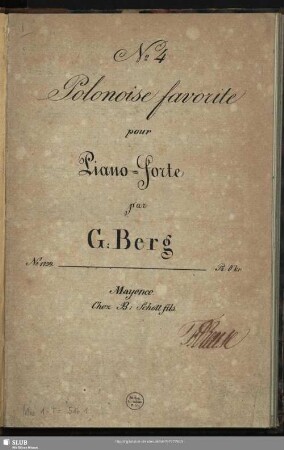 No 4
Polonoise favorite
pour
Piano=Forte
par
G: Berg
Mayence
Chez B: Schott fils
SLUB